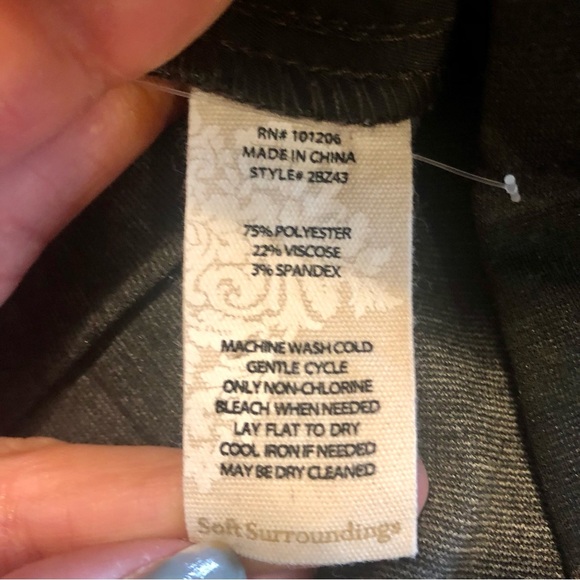 RN# 101206
MADE IN CHINA
STYLE# 2BZ43
75% POLYESTER
22% VISCOSE
3% SPANDEX
MACHINE WASH COLD
GENTLE CYCLE
ONLY NON-CHLORINE
BLEACH WHEN NEEDED
LAY FLAT TO DRY
COOL IRON IF NEEDED
MAY BE DRY CLEANED
Soft Surroundings